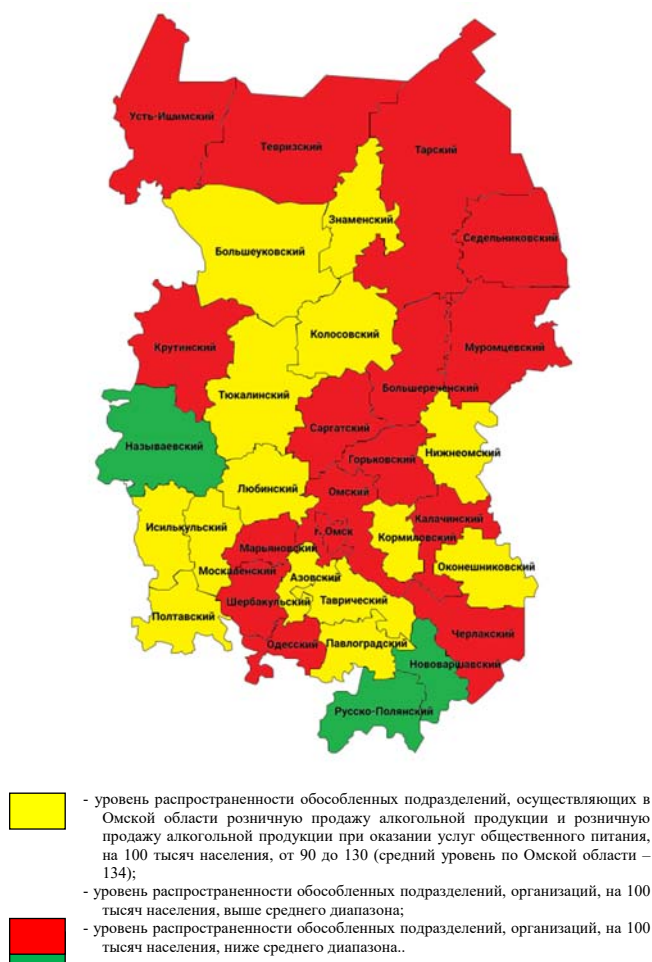 Усть-Ишимский
Тевризский
Тарский
Знаменский
Седельниковский
Большеуковский
Колосовский
Крутинский
Муромцевский
Большереченский
Тюкалинский
Саргатский
Называевский
Горьковский
Нижнеомский
Любинский
Омский
Калачинский
Исилькульский
г. Омск
Кормиловский
Марьяновский
Москаленский
Азовский
Оконешниковский
Шербакульский
Таврический
Полтавский
Черлакский
Одесский
Павлоградский
Нововаршавский
Русско-Полянский
- уровень распространенности обособленных подразделений, осуществляющих в
Омской области розничную продажу алкогольной продукции и розничную
продажу алкогольной продукции при оказании услуг общественного питания,
на 100 тысяч населения, от 90 до 130 (средний уровень по Омской области –
134);
- уровень распространенности обособленных подразделений, организаций, на 100
тысяч населения, выше среднего диапазона;
- уровень распространенности обособленных подразделений, организаций, на 100
тысяч населения, ниже среднего диапазона..